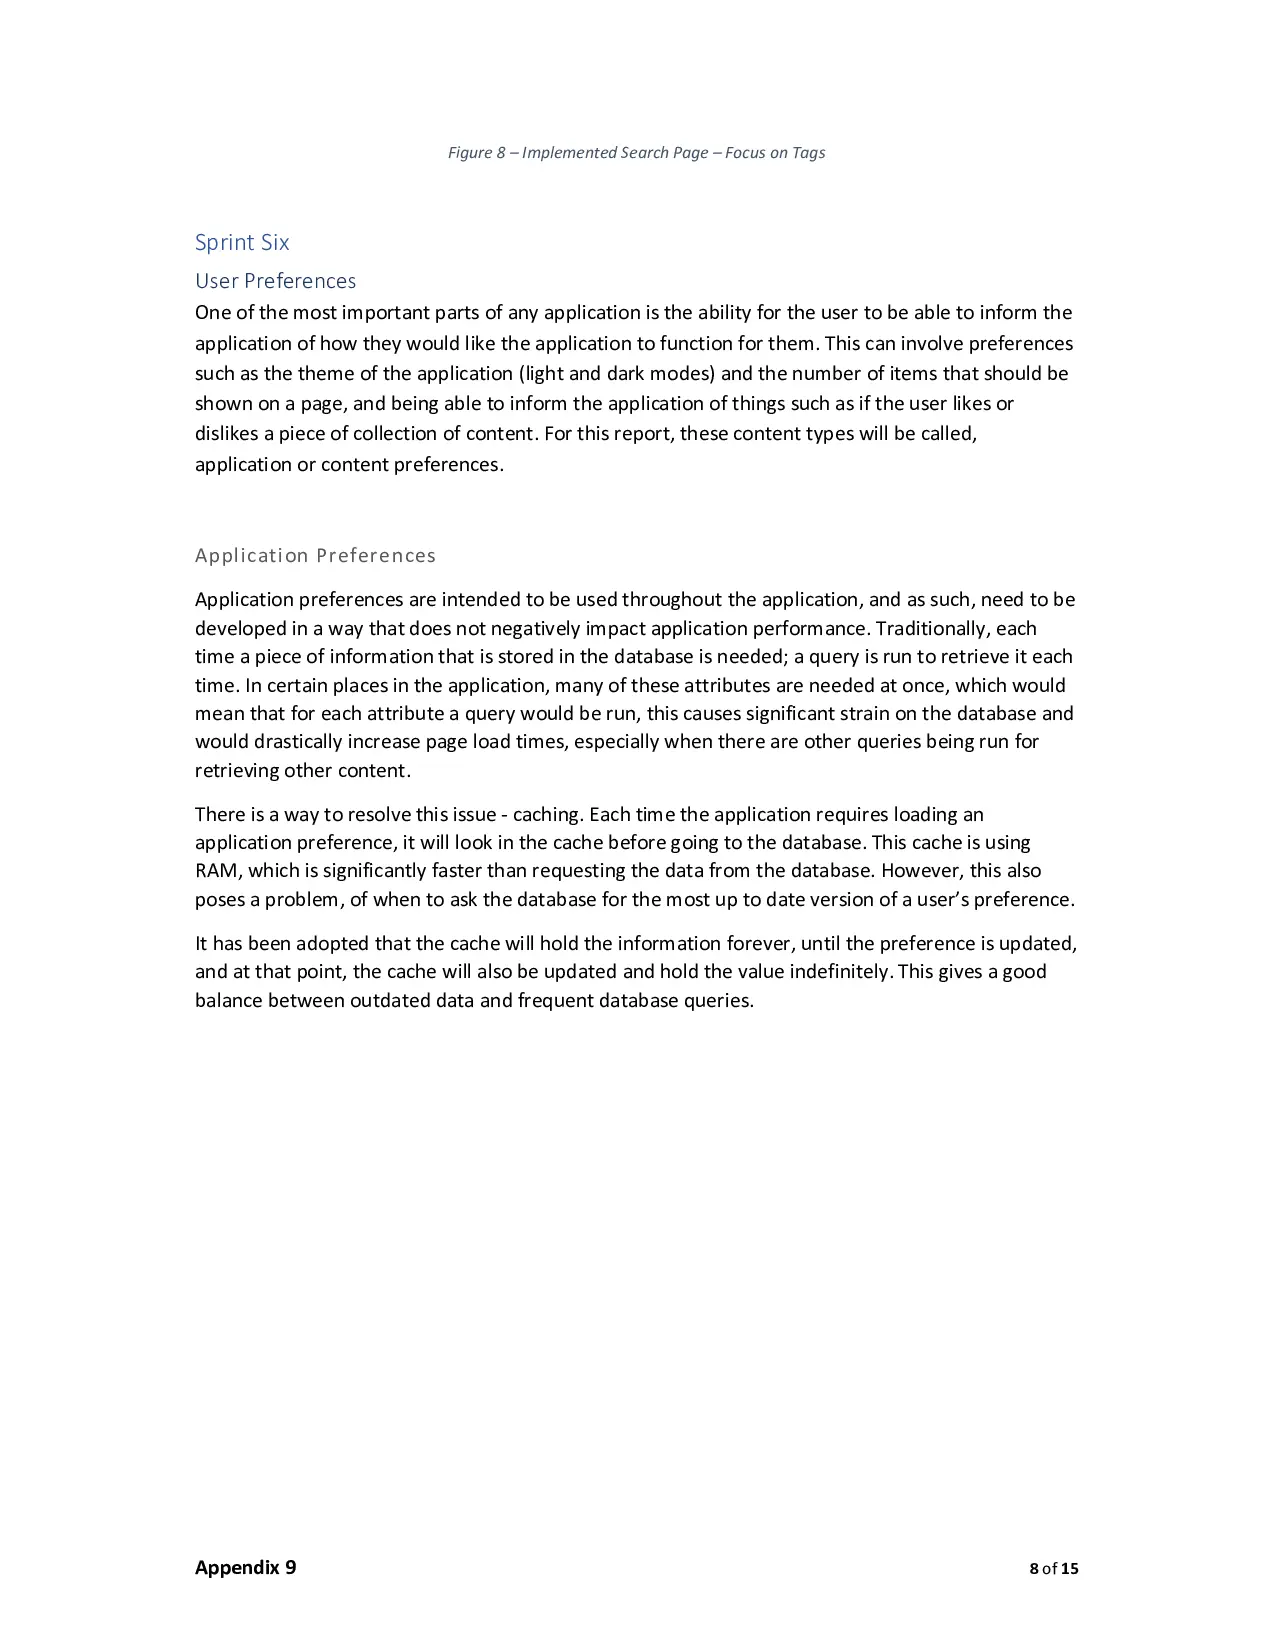 Figure 8 – Implemented Search Page – Focus on Tags
Sprint Six
User Preferences
One of the most important parts of any application is the ability for the user to be able to inform the
application of how they would like the application to function for them. This can involve preferences
such as the theme of the application (light and dark modes) and the number of items that should be
shown on a page, and being able to inform the application of things such as if the user likes or
dislikes a piece of collection of content. For this report, these content types will be called,
application or content preferences.
Application Preferences
Application preferences are intended to be used throughout the application, and as such, need to be
developed in a way that does not negatively impact application performance. Traditionally, each
time a piece of information that is stored in the database is needed; a query is run to retrieve it each
time. In certain places in the application, many of these attributes are needed at once, which would
mean that for each attribute a query would be run, this causes significant strain on the database and
would drastically increase page load times, especially when there are other queries being run for
retrieving other content.
There is a way to resolve this issue - caching. Each time the application requires loading an
application preference, it will look in the cache before going to the database. This cache is using
RAM, which is significantly faster than requesting the data from the database. However, this also
poses a problem, of when to ask the database for the most up to date version of a user’s preference.
It has been adopted that the cache will hold the information forever, until the preference is updated,
and at that point, the cache will also be updated and hold the value indefinitely. This gives a good
balance between outdated data and frequent database queries.
Appendix 9
8 of 15